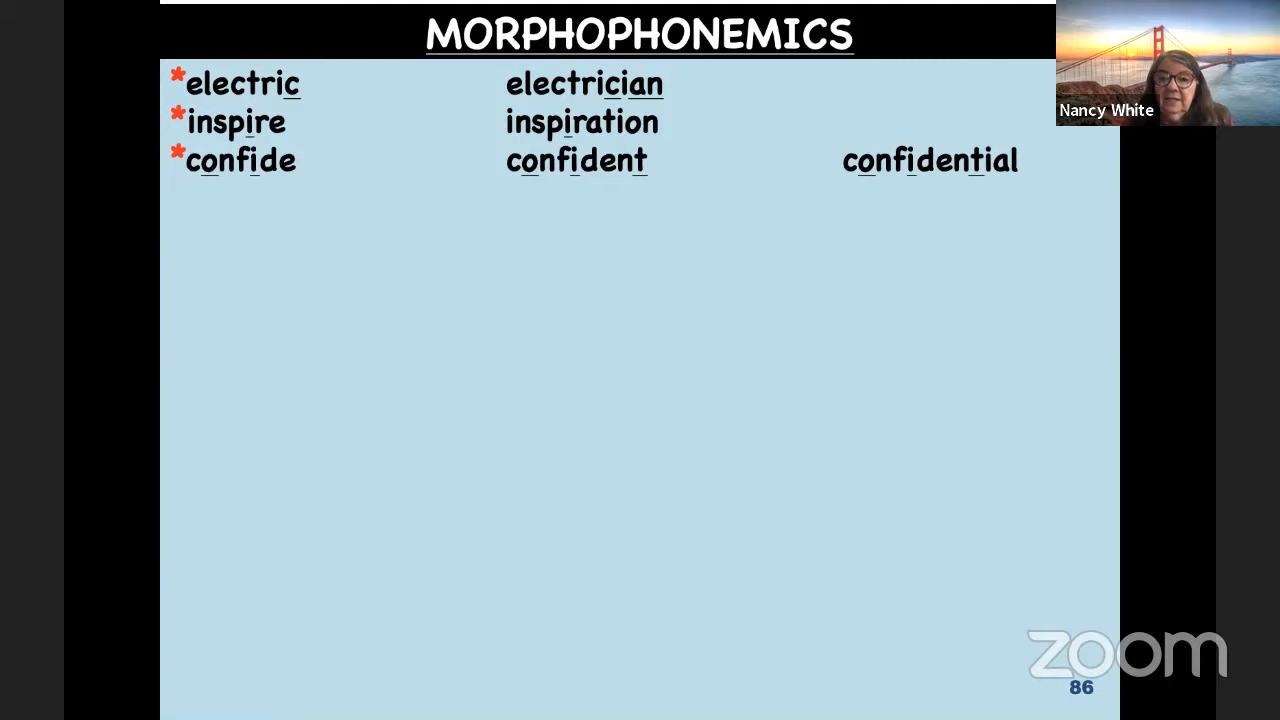 MORPHOPHONEMICS
*electric electrician
*inspire inspiration
*confide confident confidential
Nancy White
zoom
86